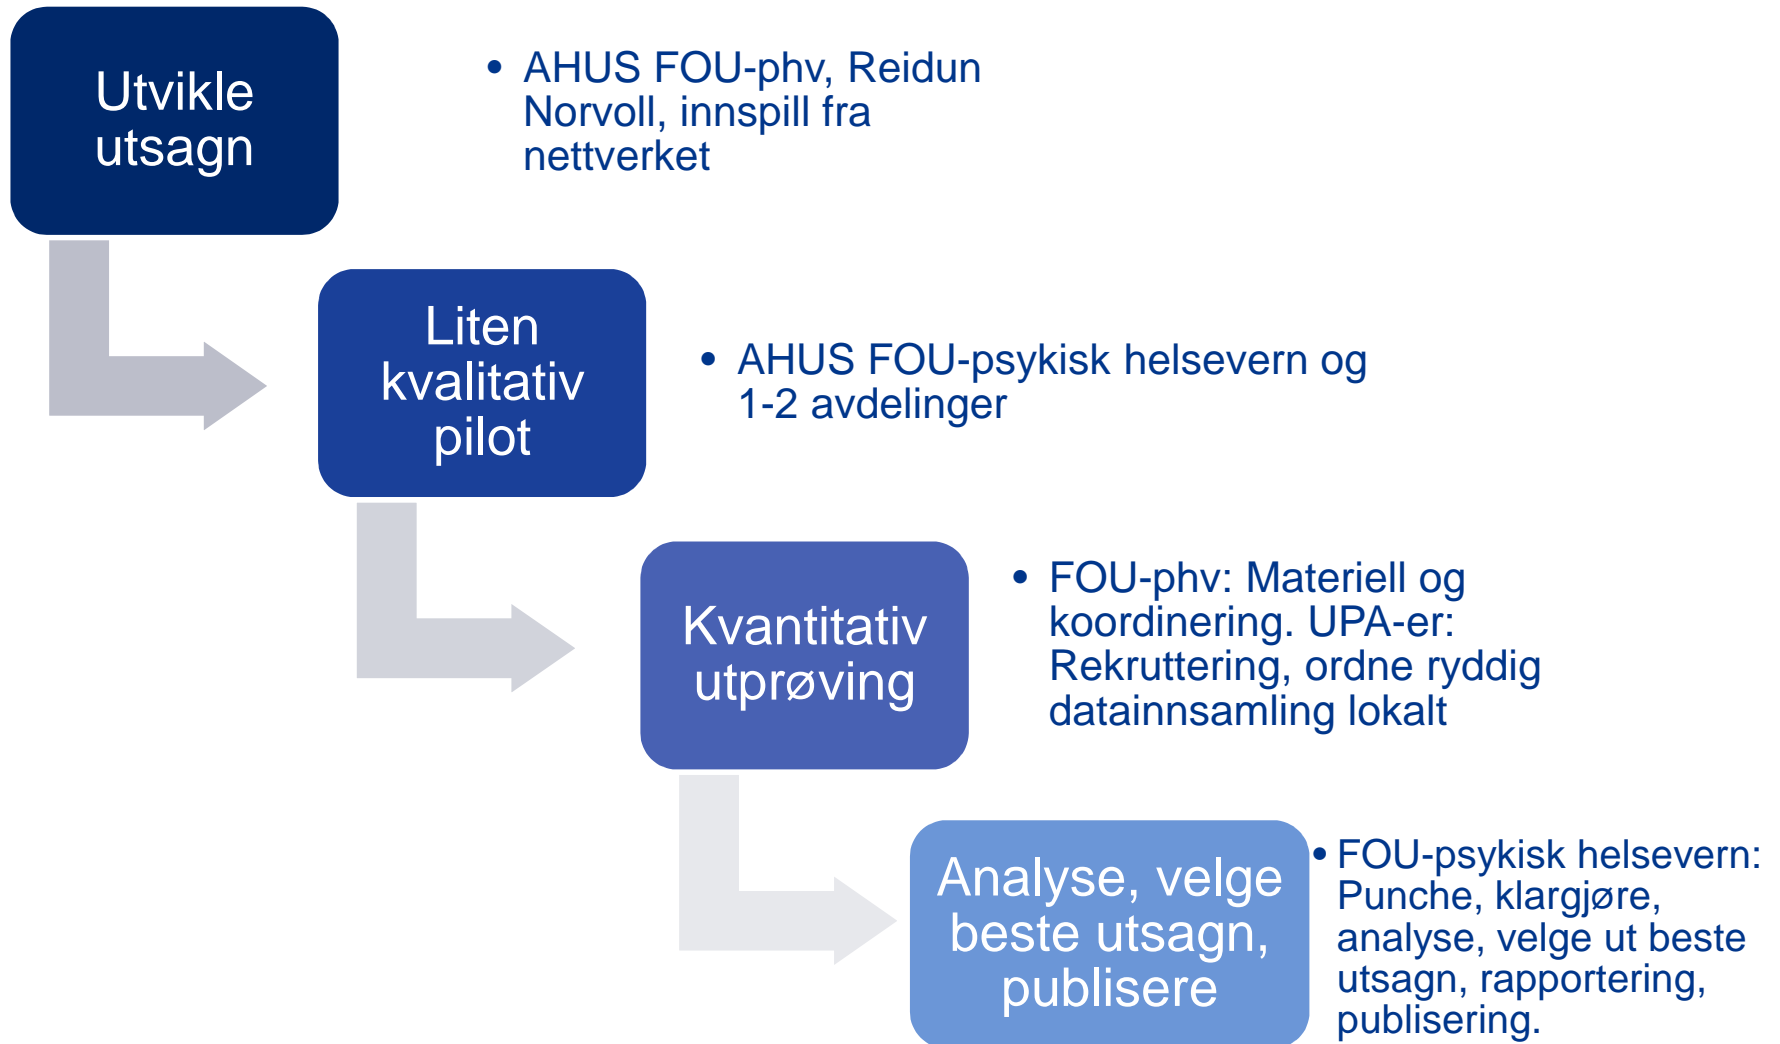 Utvikle
utsagn
• AHUS FOU-phv, Reidun
Norvoll, innspill fra
nettverket
Liten
kvalitativ
pilot
• AHUS FOU-psykisk helsevern og
1-2 avdelinger
Kvantitativ
utprøving
• FOU-phv: Materiell og
koordinering. UPA-er:
Rekruttering, ordne ryddig
datainnsamling lokalt
Analyse, velge
beste utsagn,
publisere
• FOU-psykisk helsevern:
Punche, klargjøre,
analyse, velge ut beste
utsagn, rapportering,
publisering.